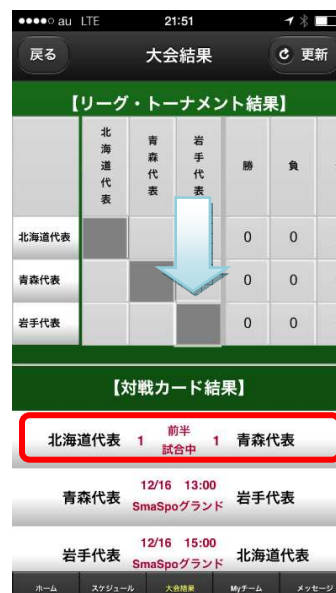 au LTE 21:51
戻る 大会結果 更新
【リーグ・トーナメント結果】
北海道代表 青森代表 岩手代表 勝 負
北海道代表 0 0
青森代表 0 0
岩手代表 0 0
【対戦カード結果】
北海道代表 1 前半 試合中 1 青森代表
12/16 13:00
青森代表 SmaSpoグランド 岩手代表
12/16 15:00
岩手代表 SmaSpoグランド 北海道代表
ホーム スケジュール 大会結果 Myチーム メッセージ